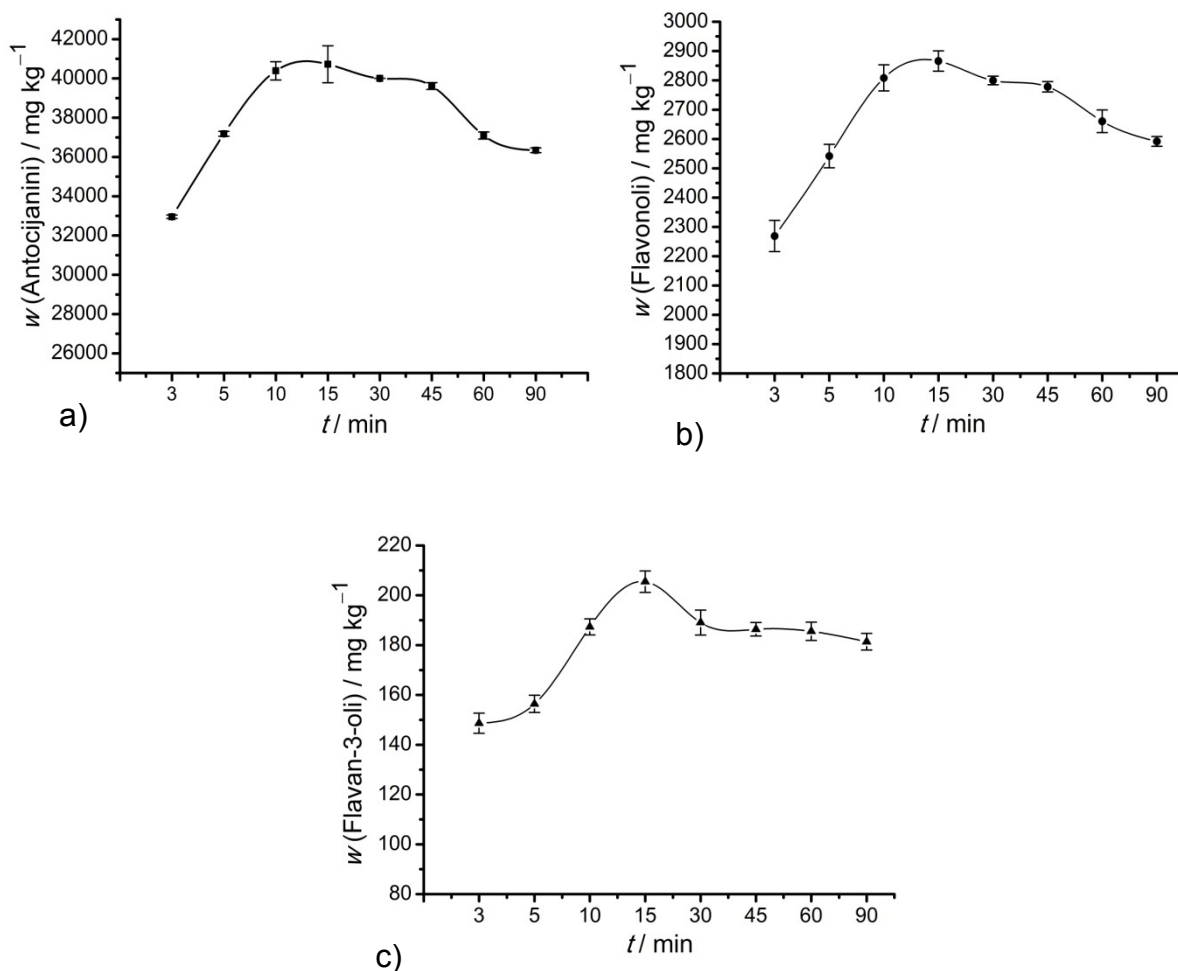 w (Antocijanini) / mg kg⁻¹
42000
40000
38000
36000
34000
32000
30000
28000
26000
3 5 10 15 30 45 60 90
t / min
a)
w (Flavonoli) / mg kg⁻¹
3000
2900
2800
2700
2600
2500
2400
2300
2200
2100
2000
1900
1800
3 5 10 15 30 45 60 90
t / min
b)
w (Flavan-3-oli) / mg kg⁻¹
220
200
180
160
140
120
100
80
3 5 10 15 30 45 60 90
t / min
c)